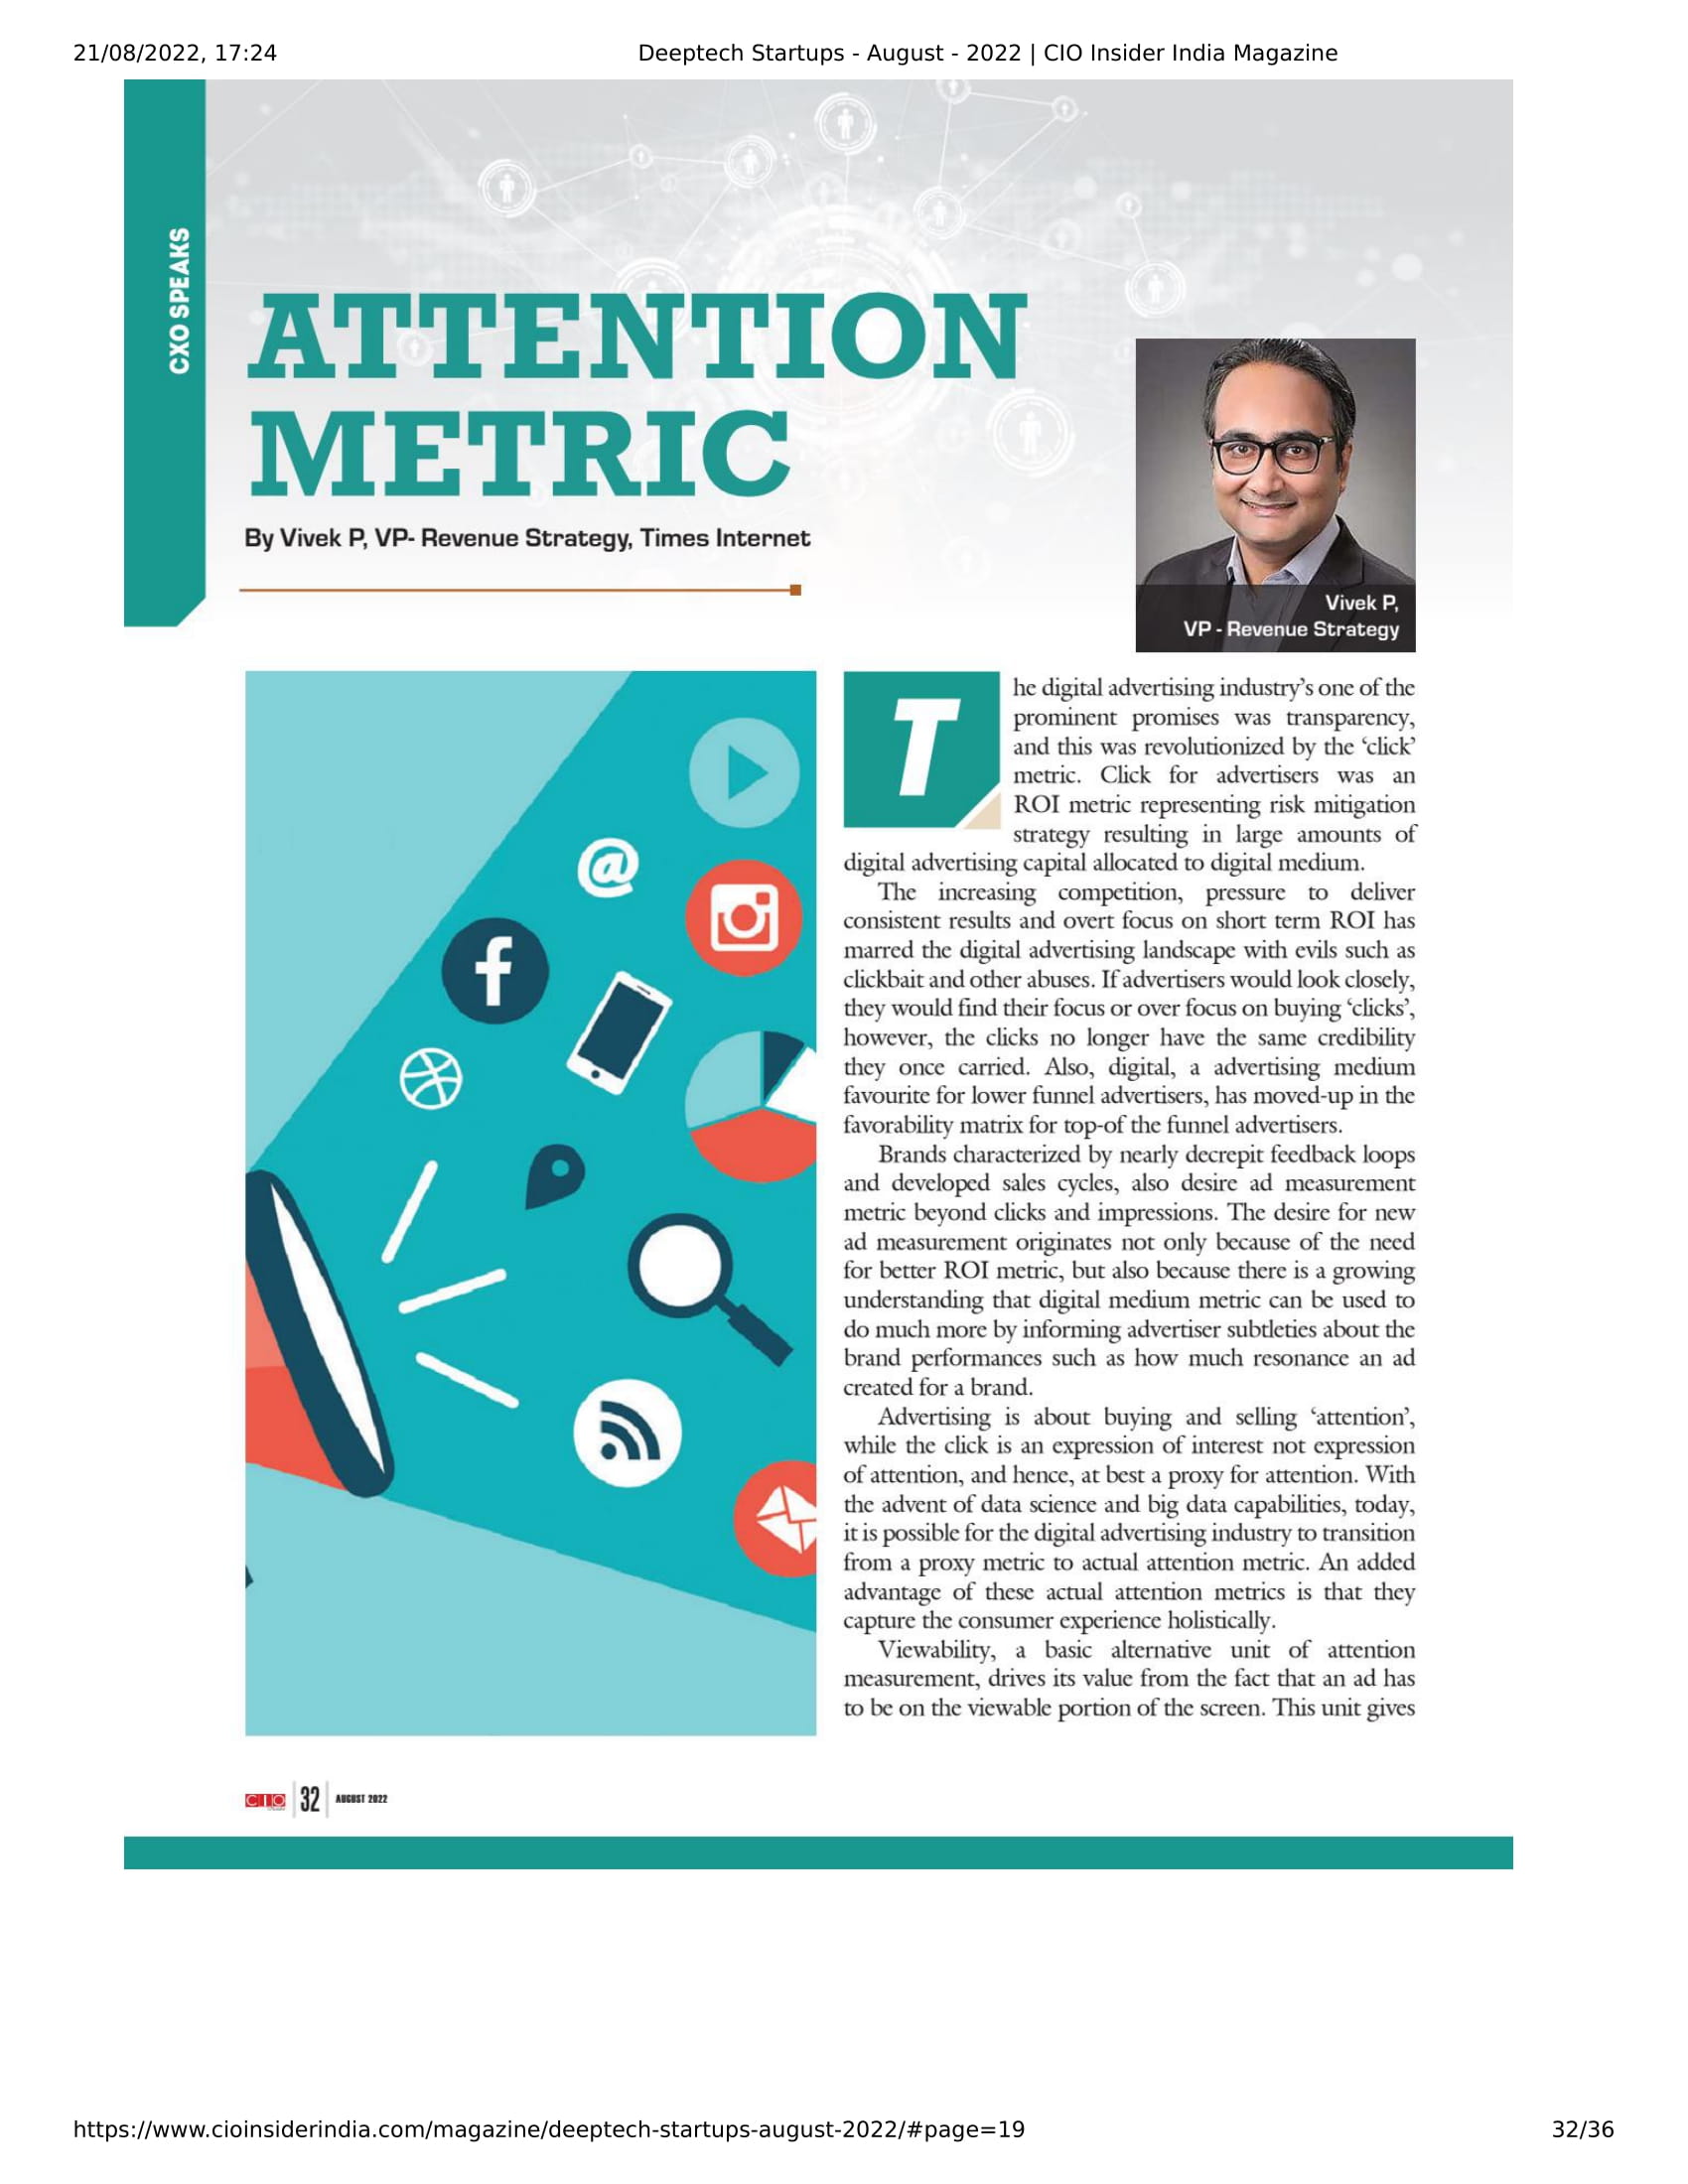 21/08/2022, 17:24
Deeptech Startups - August - 2022 | CIO Insider India Magazine
CXO SPEAKS
ATTENTION
METRIC
By Vivek P, VP- Revenue Strategy, Times Internet
Vivek P,
VP - Revenue Strategy
The digital advertising industry’s one of the
prominent promises was transparency,
and this was revolutionized by the ‘click’
metric. Click for advertisers was an
ROI metric representing risk mitigation
strategy resulting in large amounts of
digital advertising capital allocated to digital medium.
The increasing competition, pressure to deliver
consistent results and overt focus on short term ROI has
marred the digital advertising landscape with evils such as
clickbait and other abuses. If advertisers would look closely,
they would find their focus or over focus on buying ‘clicks’,
however, the clicks no longer have the same credibility
they once carried. Also, digital, a advertising medium
favourite for lower funnel advertisers, has moved-up in the
favorability matrix for top-of the funnel advertisers.
Brands characterized by nearly decrepit feedback loops
and developed sales cycles, also desire ad measurement
metric beyond clicks and impressions. The desire for new
ad measurement originates not only because of the need
for better ROI metric, but also because there is a growing
understanding that digital medium metric can be used to
do much more by informing advertiser subtleties about the
brand performances such as how much resonance an ad
created for a brand.
Advertising is about buying and selling ‘attention’,
while the click is an expression of interest not expression
of attention, and hence, at best a proxy for attention. With
the advent of data science and big data capabilities, today,
it is possible for the digital advertising industry to transition
from a proxy metric to actual attention metric. An added
advantage of these actual attention metrics is that they
capture the consumer experience holistically.
Viewability, a basic alternative unit of attention
measurement, drives its value from the fact that an ad has
to be on the viewable portion of the screen. This unit gives
CIO
32
AUGUST 2022
https://www.cioinsiderindia.com/magazine/deeptech-startups-august-2022/#page=19
32/36